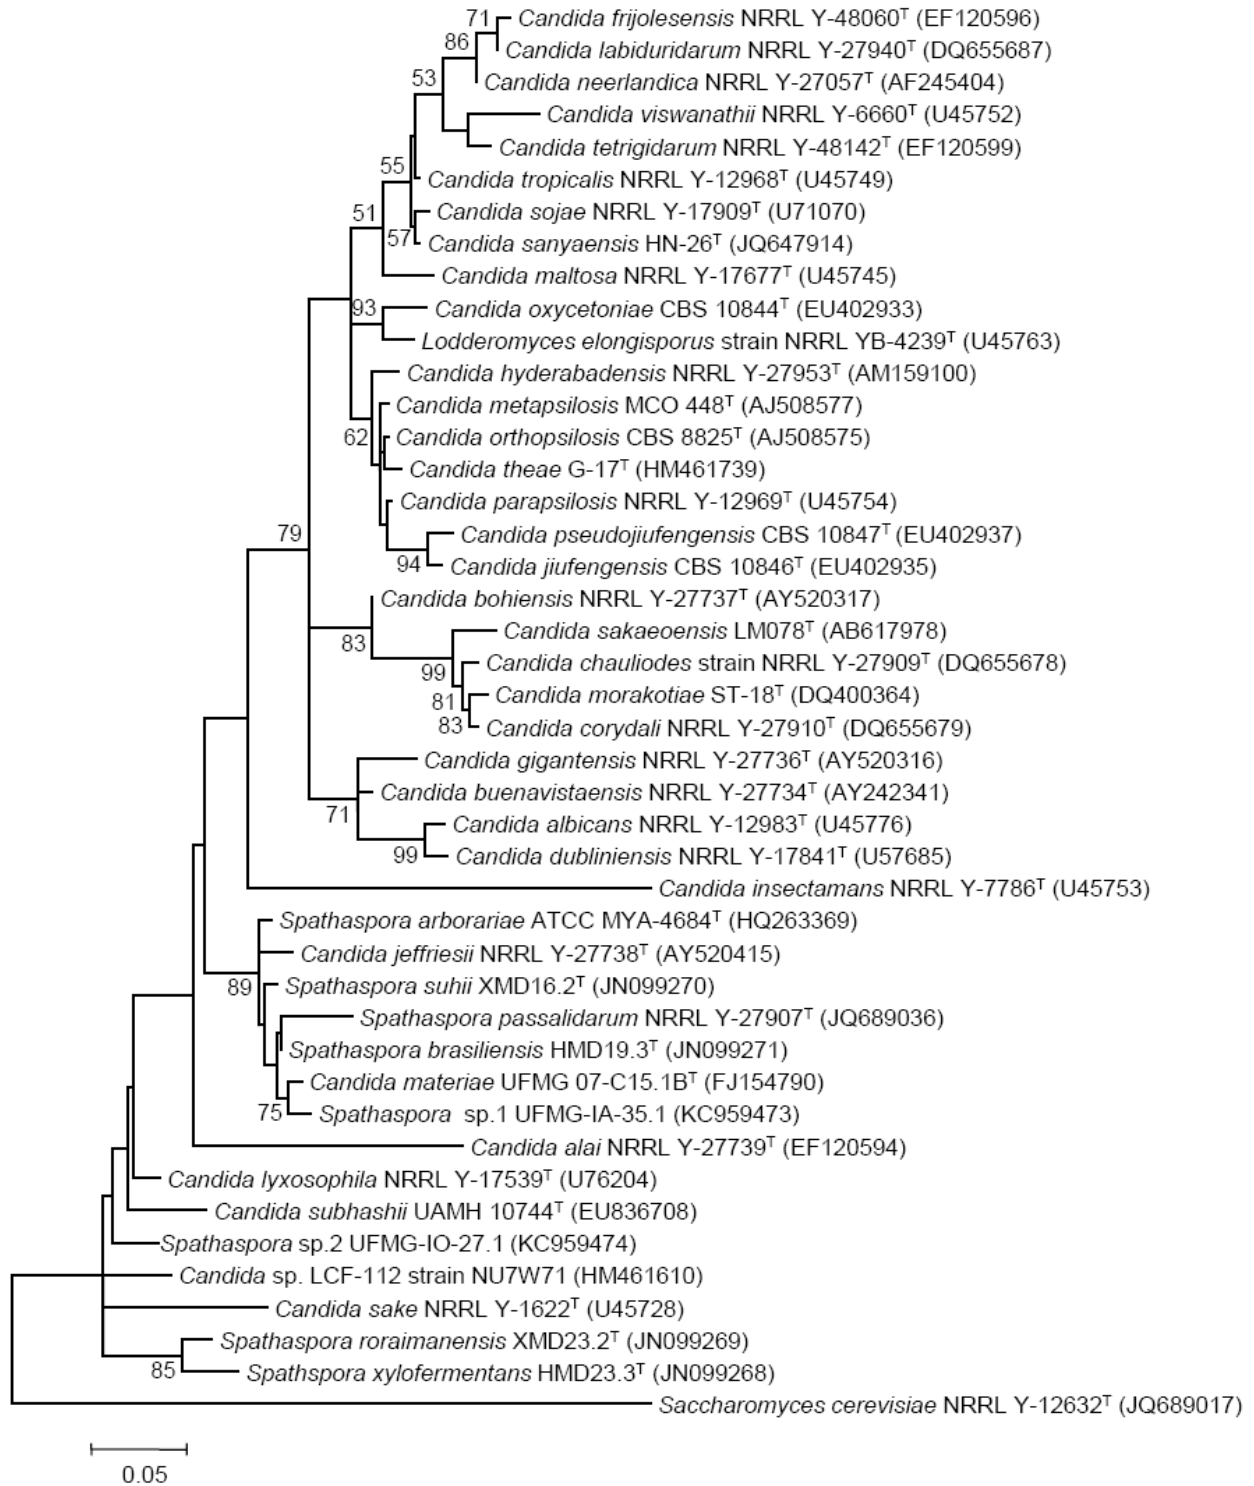 71 Candida frijolesensis NRRL Y-48060ᵀ (EF120596)
86 Candida labiduridarum NRRL Y-27940ᵀ (DQ655687)
53 Candida neerlandica NRRL Y-27057ᵀ (AF245404)
Candida viswanathii NRRL Y-6660ᵀ (U45752)
Candida tetrigidarum NRRL Y-48142ᵀ (EF120599)
55 Candida tropicalis NRRL Y-12968ᵀ (U45749)
51 Candida sojae NRRL Y-17909ᵀ (U71070)
57 Candida sanyaensis HN-26ᵀ (JQ647914)
Candida maltosa NRRL Y-17677ᵀ (U45745)
93 Candida oxycetoniae CBS 10844ᵀ (EU402933)
Lodderomyces elongisporus strain NRRL YB-4239ᵀ (U45763)
Candida hyderabadensis NRRL Y-27953ᵀ (AM159100)
Candida metapsilosis MCO 448ᵀ (AJ508577)
62 Candida orthopsilosis CBS 8825ᵀ (AJ508575)
Candida theae G-17ᵀ (HM461739)
Candida parapsilosis NRRL Y-12969ᵀ (U45754)
79 Candida pseudojiufengensis CBS 10847ᵀ (EU402937)
94 Candida jiufengensis CBS 10846ᵀ (EU402935)
Candida bohiensis NRRL Y-27737ᵀ (AY520317)
83 Candida sakaeoensis LM078ᵀ (AB617978)
99 Candida chauliodes strain NRRL Y-27909ᵀ (DQ655678)
81 Candida morakotiae ST-18ᵀ (DQ400364)
83 Candida corydali NRRL Y-27910ᵀ (DQ655679)
Candida gigantensis NRRL Y-27736ᵀ (AY520316)
Candida buenavistaensis NRRL Y-27734ᵀ (AY242341)
71 Candida albicans NRRL Y-12983ᵀ (U45776)
99 Candida dubliniensis NRRL Y-17841ᵀ (U57685)
Candida insectamans NRRL Y-7786ᵀ (U45753)
Spathaspora arborariae ATCC MYA-4684ᵀ (HQ263369)
Candida jeffriesii NRRL Y-27738ᵀ (AY520415)
89 Spathaspora suhii XMD16.2ᵀ (JN099270)
Spathaspora passalidarum NRRL Y-27907ᵀ (JQ689036)
Spathaspora brasiliensis HMD19.3ᵀ (JN099271)
Candida materiae UFMG 07-C15.1Bᵀ (FJ154790)
75 Spathaspora sp.1 UFMG-IA-35.1 (KC959473)
Candida alai NRRL Y-27739ᵀ (EF120594)
Candida lyxosophila NRRL Y-17539ᵀ (U76204)
Candida subhashii UAMH 10744ᵀ (EU836708)
Spathaspora sp.2 UFMG-IO-27.1 (KC959474)
Candida sp. LCF-112 strain NU7W71 (HM461610)
Candida sake NRRL Y-1622ᵀ (U45728)
Spathaspora roraimanensis XMD23.2ᵀ (JN099269)
85 Spathspora xylofermentans HMD23.3ᵀ (JN099268)
Saccharomyces cerevisiae NRRL Y-12632ᵀ (JQ689017)
0.05